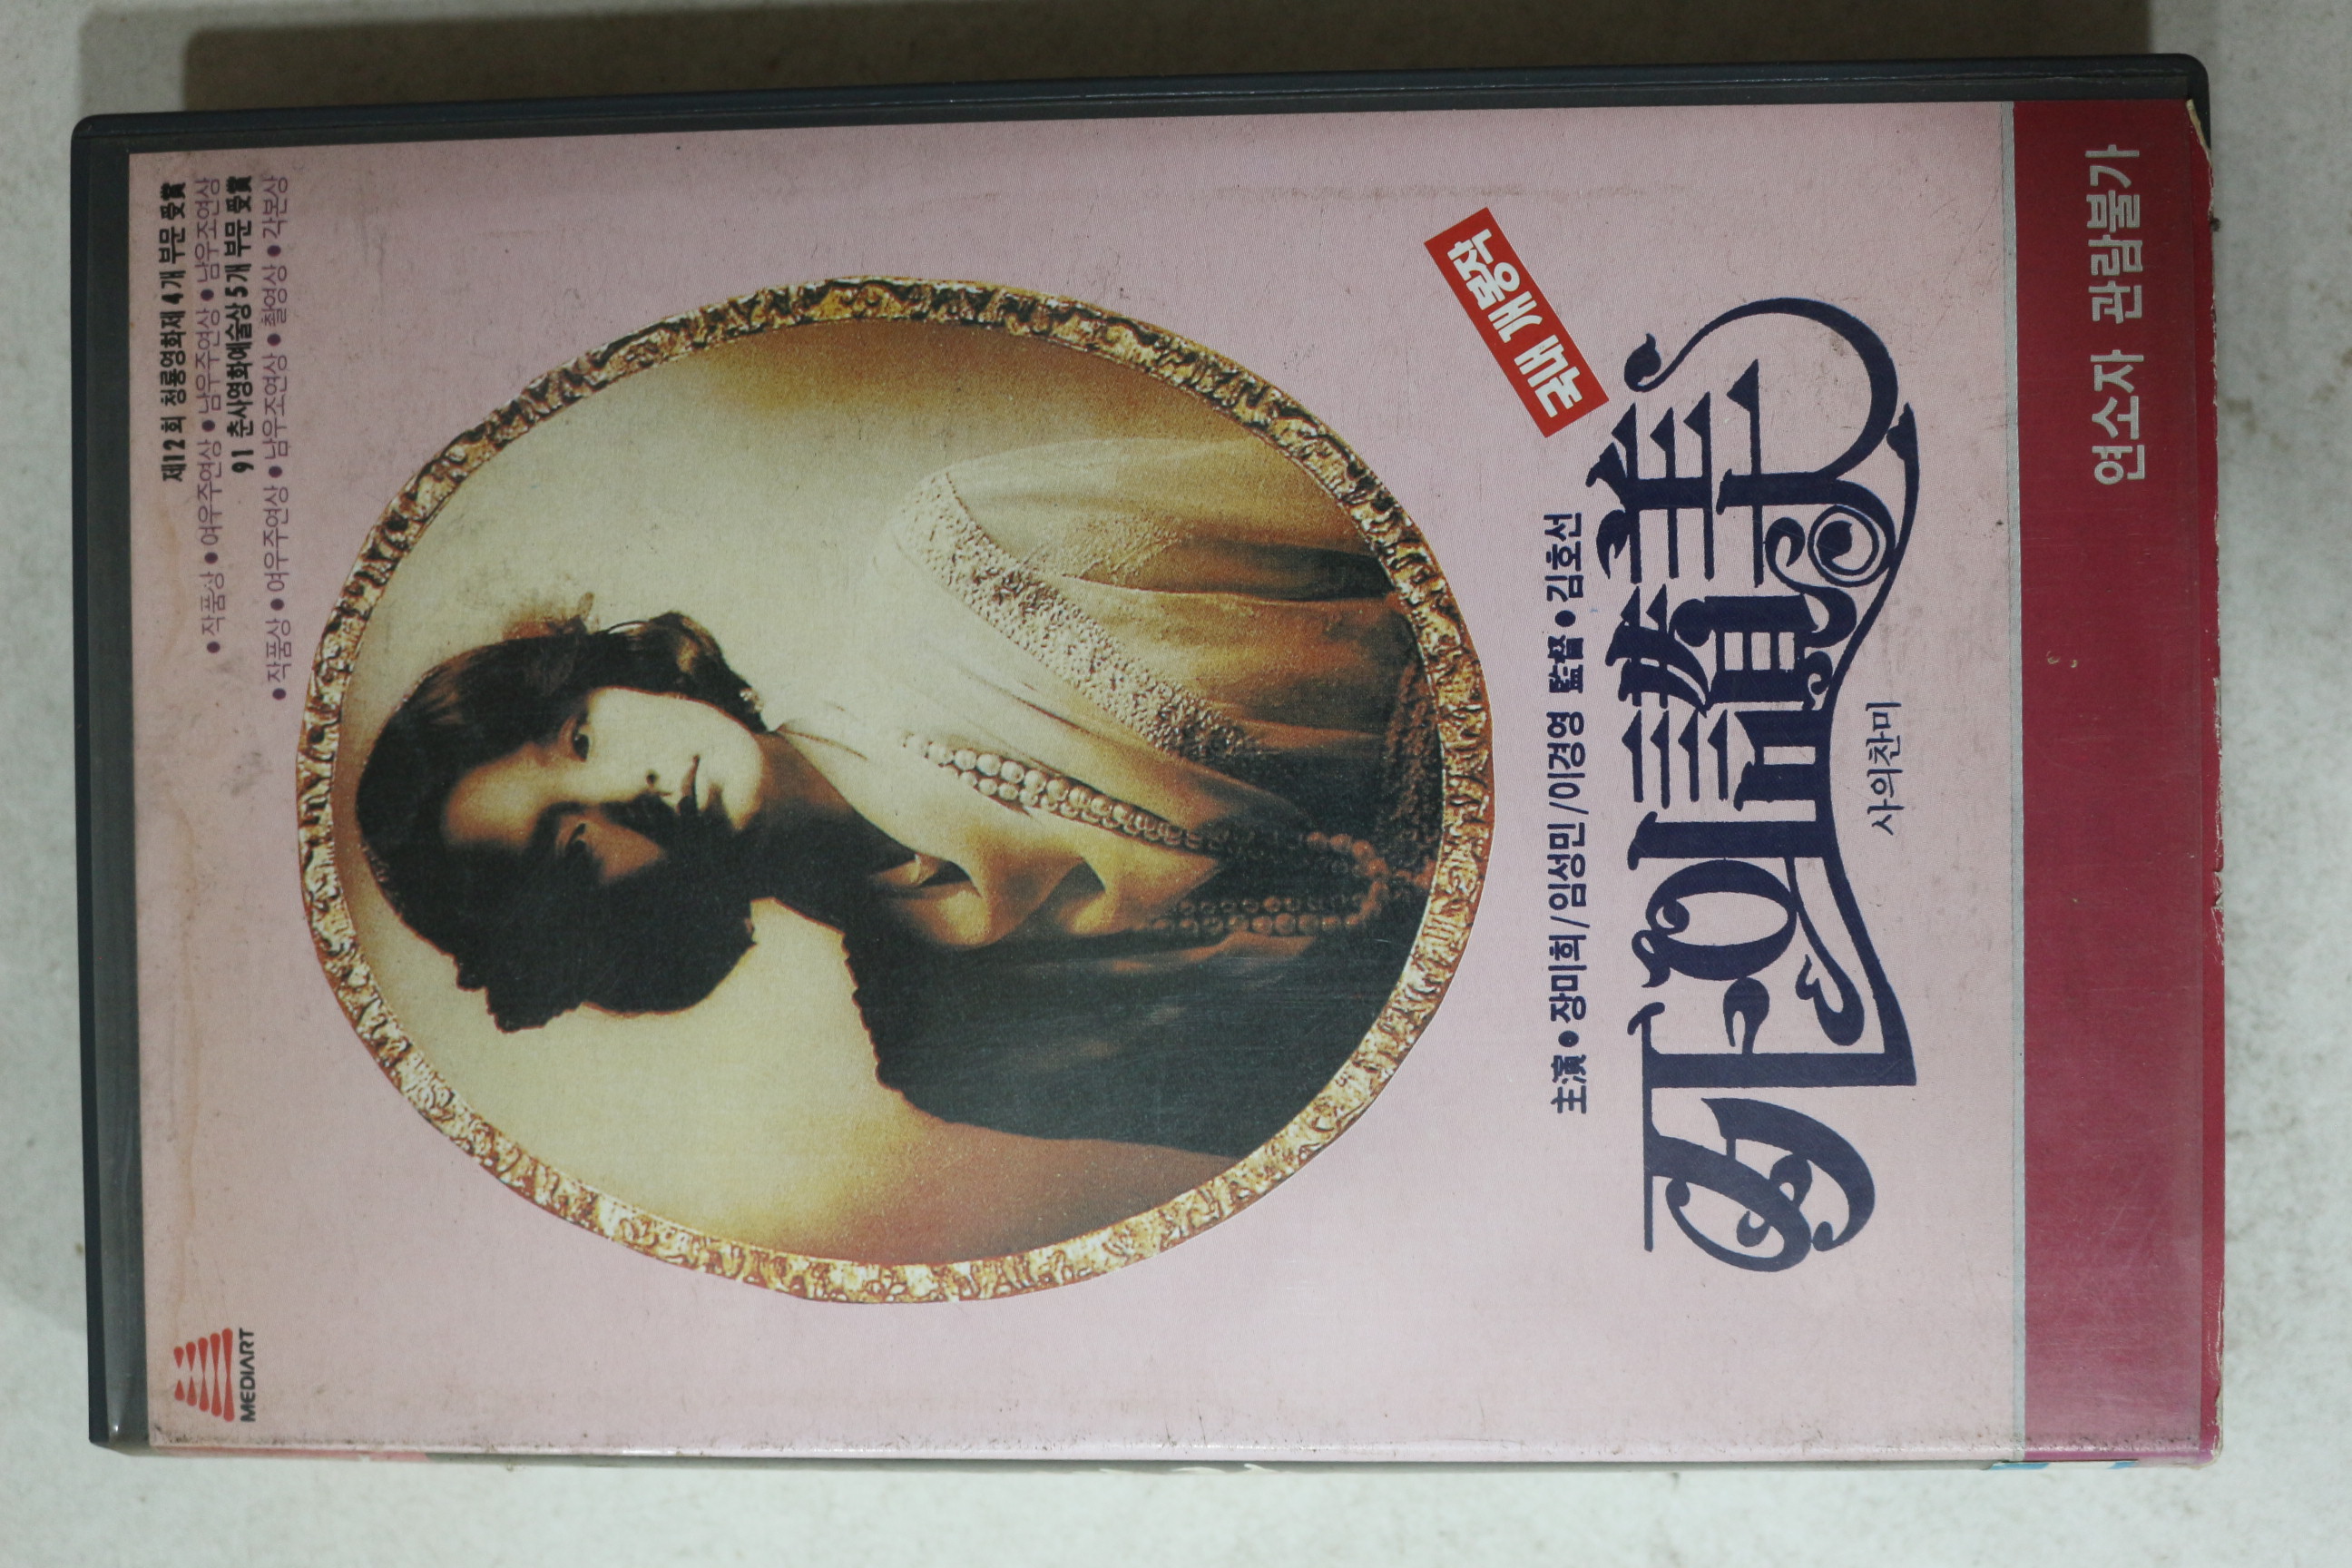 MEDIART
제12회 청룡영화제 4개 부문 受賞
●작품상●여우주연상●남우주연상●남우조연상
91 춘사영화예술상 5개 부문 受賞
●작품상●여우주연상●남우조연상●촬영상●각본상
국내 개봉작
主演●장미희/임성민/이경영 監督●김호선
死의讚美
사의찬미
연소자 관람불가